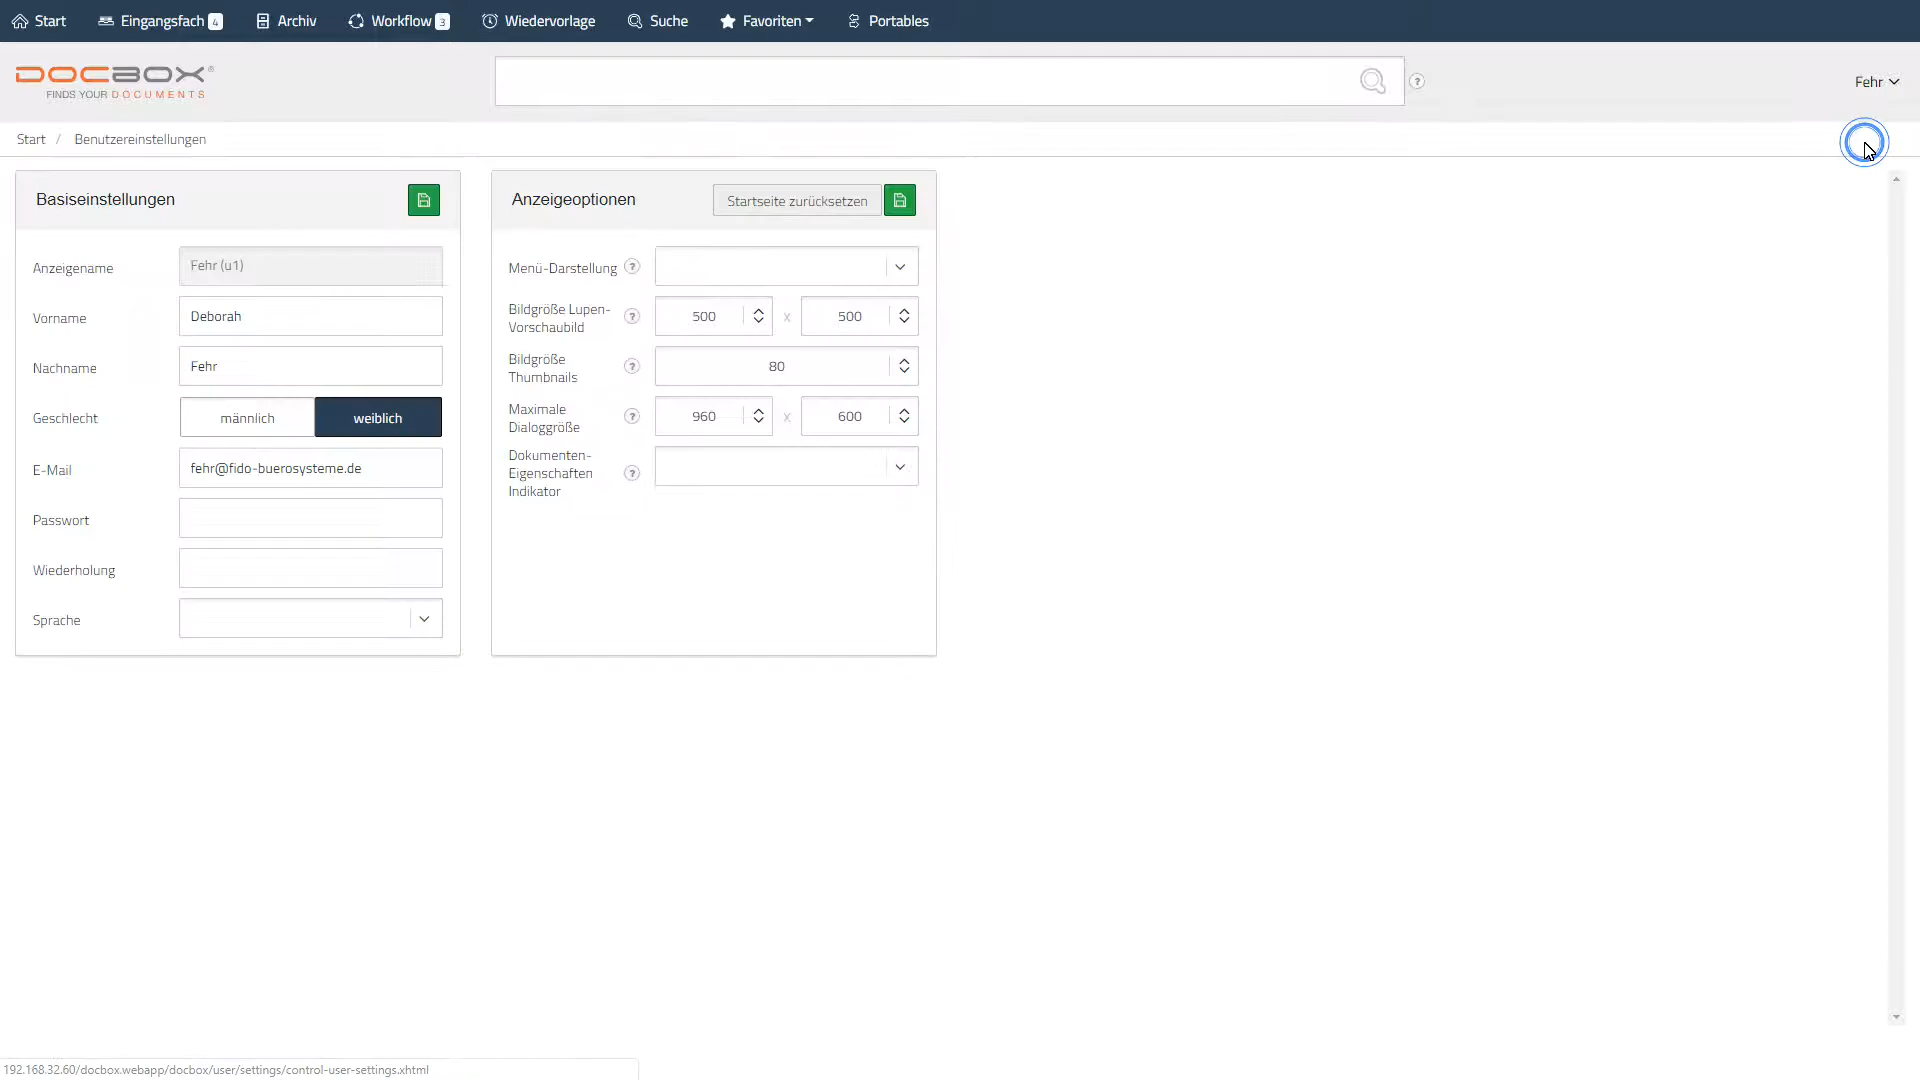 Start Eingangsfach 4 Archiv Workflow 3 Wiedervorlage Suche Favoriten Portables
DOCBOX®
FINDS YOUR DOCUMENTS
? Fehr
Start / Benutzereinstellungen
Basiseinstellungen
Anzeigename Fehr (u1)
Vorname Deborah
Nachname Fehr
Geschlecht männlich weiblich
E-Mail fehr@fido-buerosysteme.de
Passwort
Wiederholung
Sprache
Anzeigeoptionen Startseite zurücksetzen
Menü-Darstellung ?
Bildgröße Lupen-
Vorschaubild ? 500 x 500
Bildgröße
Thumbnails ? 80
Maximale
Dialoggröße ? 960 x 600
Dokumenten-
Eigenschaften ?
Indikator
192.168.32.60/docbox.webapp/docbox/user/settings/control-user-settings.xhtml